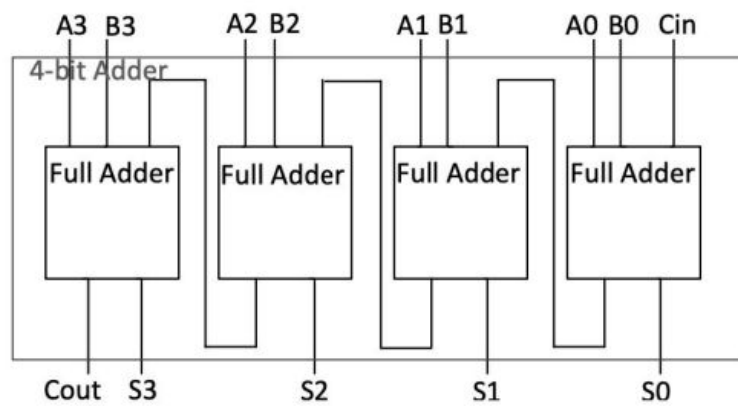 A3 B3 A2 B2 A1 B1 A0 B0 Cin
4-bit Adder
Full Adder Full Adder Full Adder Full Adder
Cout S3 S2 S1 S0